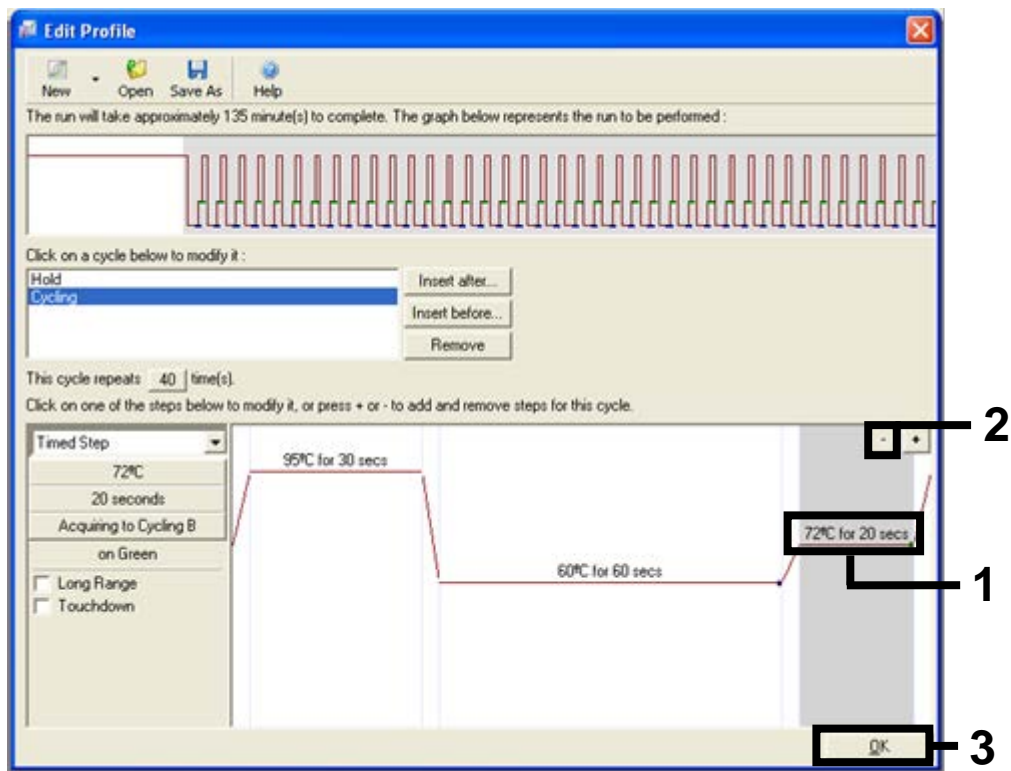 Edit Profile
New Open Save As Help
The run will take approximately 135 minute(s) to complete. The graph below represents the run to be performed :
Click on a cycle below to modify it :
Hold
Cycling
Insert after...
Insert before...
Remove
This cycle repeats 40 time(s).
Click on one of the steps below to modify it, or press + or - to add and remove steps for this cycle.
Timed Step
72ºC
20 seconds
Acquiring to Cycling B
on Green
Long Range
Touchdown
95ºC for 30 secs
60ºC for 60 secs
72ºC for 20 secs
- +
2
1
OK
3